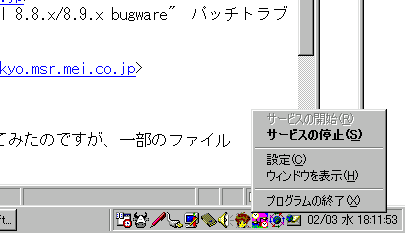 l 8.8.x/8.9.x bugware" パッチトラブ
kyo.msr.mei.co.jp>
てみたのですが、一部のファイル
サービスの開始(R)
サービスの停止(S)
設定(C)
ウィンドウを表示(H)
プログラムの終了(X)
ft...
02/03 水 18:11:53